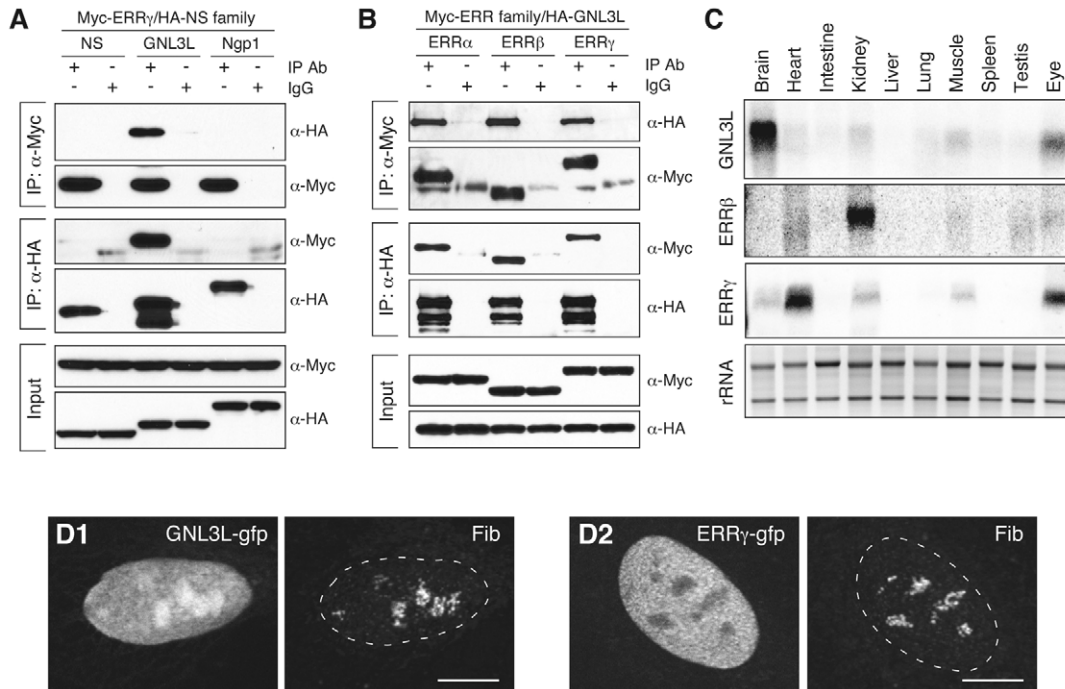 A
Myc-ERRγ/HA-NS family
NS GNL3L Ngp1
+ - + - + - IP Ab
- + - + - + IgG
IP: α-Myc
α-HA
α-Myc
IP: α-HA
α-Myc
α-HA
Input
α-Myc
α-HA
B
Myc-ERR family/HA-GNL3L
ERRα ERRβ ERRγ
+ - + - + - IP Ab
- + - + - + IgG
IP: α-Myc
α-HA
α-Myc
IP: α-HA
α-Myc
α-HA
Input
α-Myc
α-HA
C
Brain Heart Intestine Kidney Liver Lung Muscle Spleen Testis Eye
GNL3L
ERRβ
ERRγ
rRNA
D1 GNL3L-gfp Fib
D2 ERRγ-gfp Fib